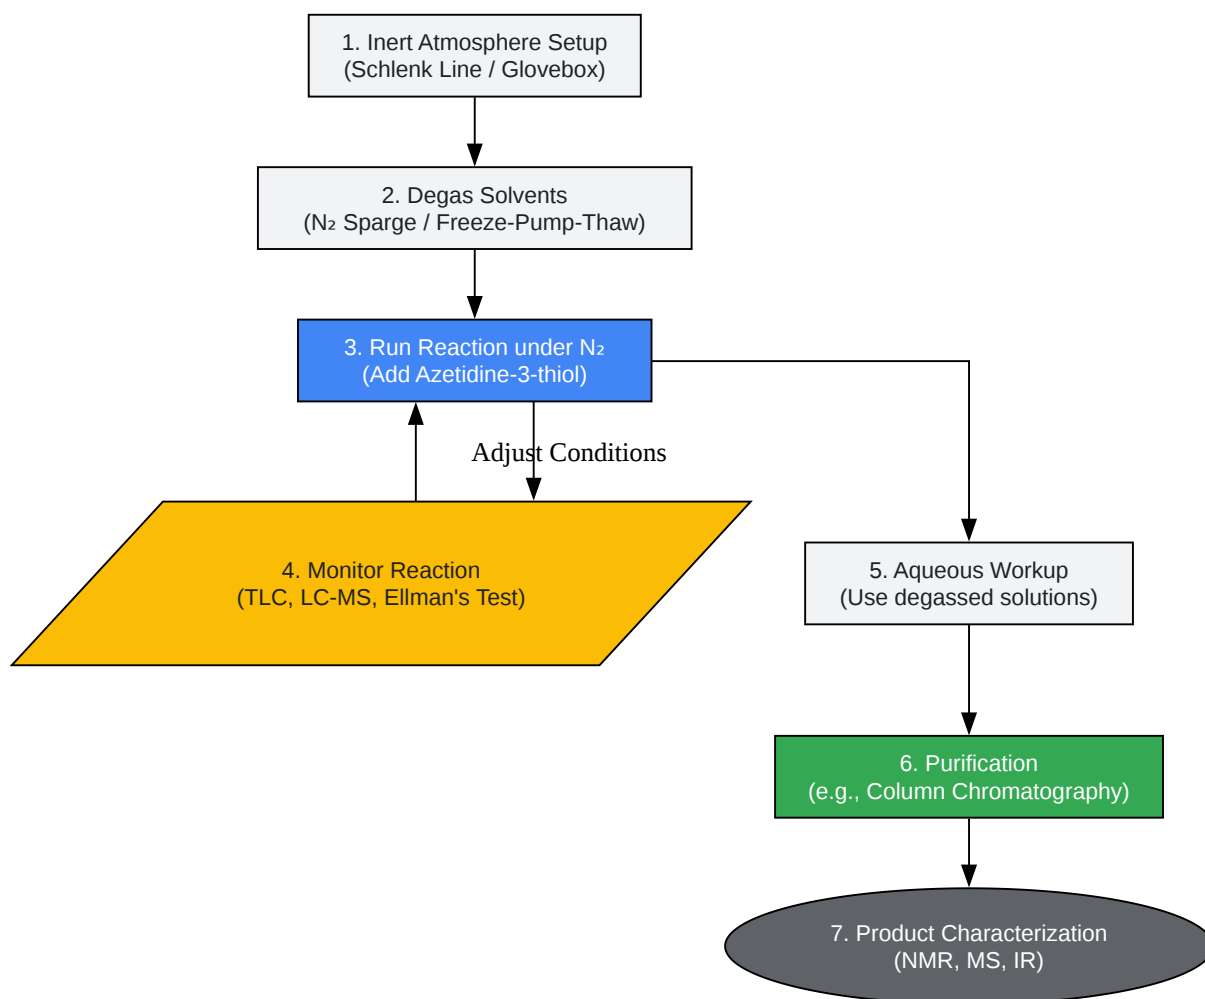 1. Inert Atmosphere Setup
(Schlenk Line / Glovebox)
2. Degas Solvents
(N₂ Sparge / Freeze-Pump-Thaw)
3. Run Reaction under N₂
(Add Azetidine-3-thiol)
Adjust Conditions
4. Monitor Reaction
(TLC, LC-MS, Ellman's Test)
5. Aqueous Workup
(Use degassed solutions)
6. Purification
(e.g., Column Chromatography)
7. Product Characterization
(NMR, MS, IR)